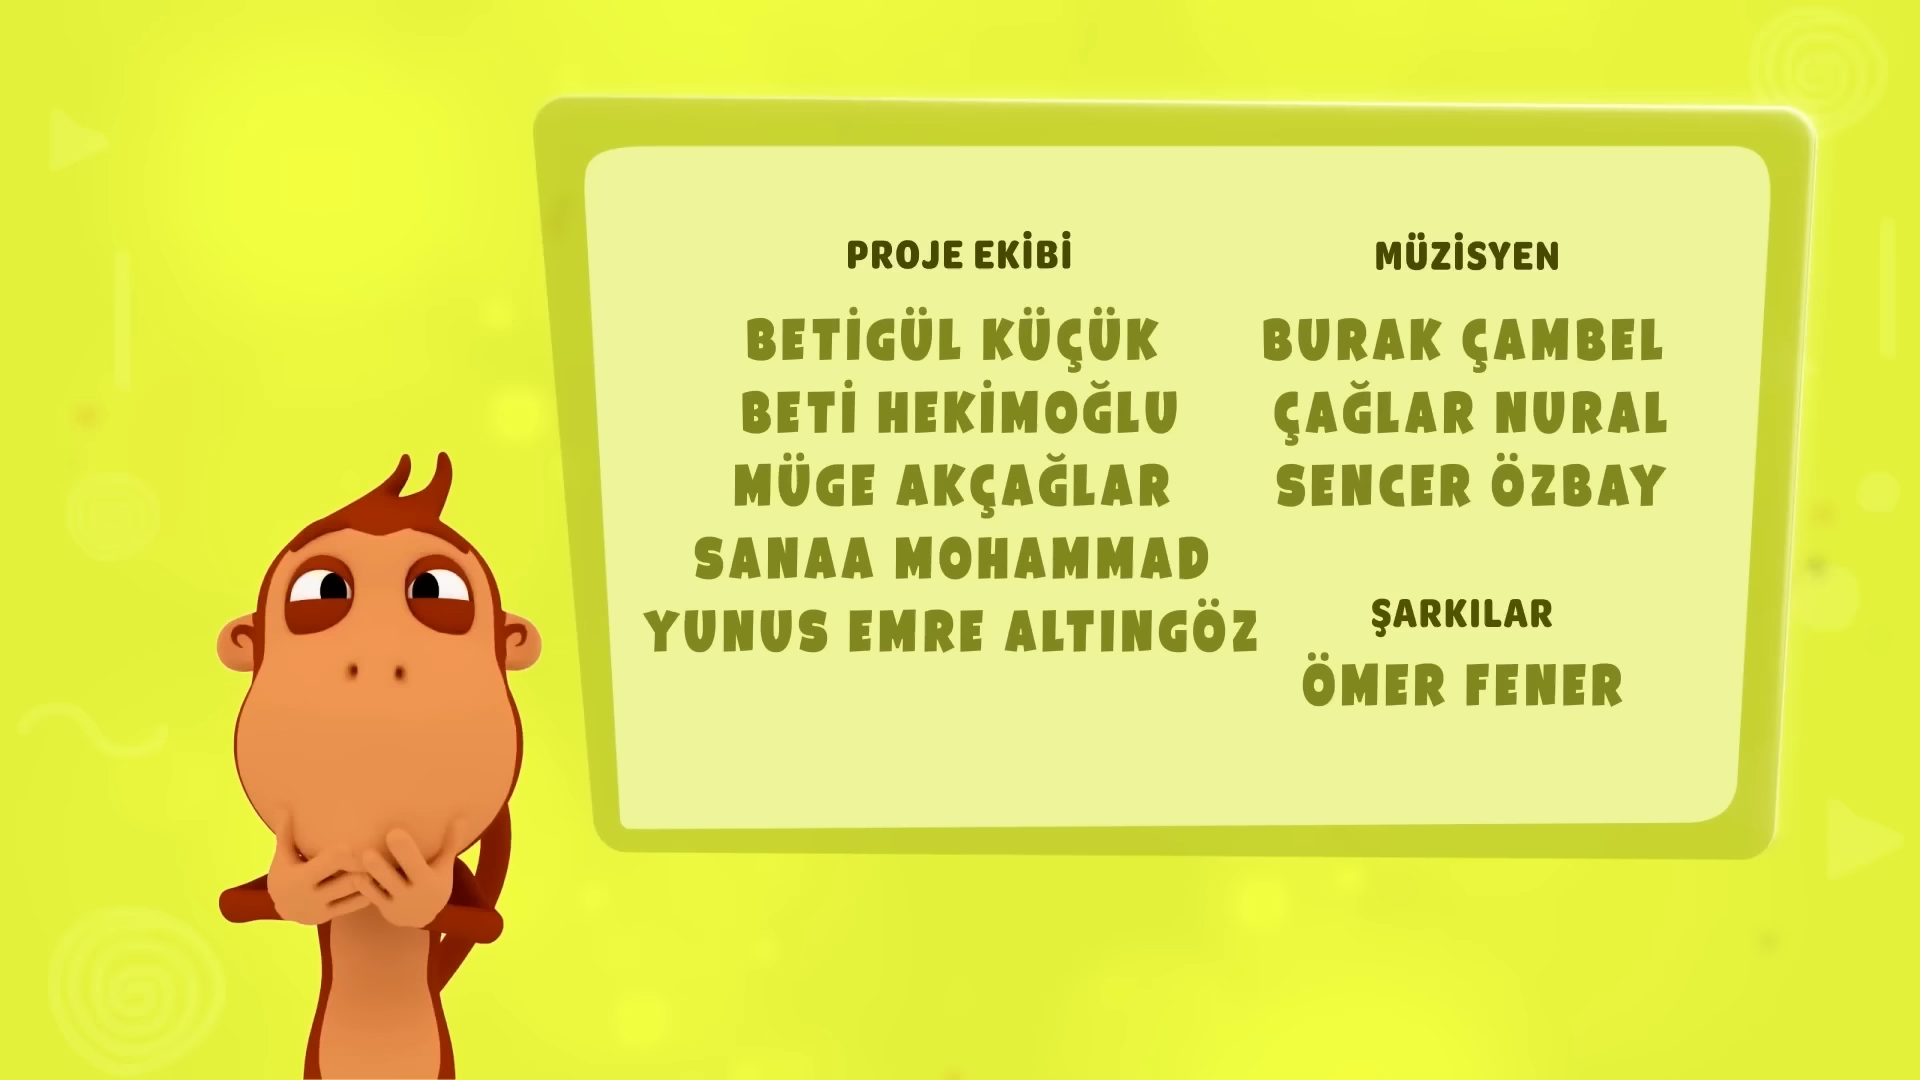 PROJE EKİBİ
BETİGÜL KÜÇÜK
BETİ HEKİMOĞLU
MÜGE AKÇAĞLAR
SANAA MOHAMMAD
YUNUS EMRE ALTINGÖZ
MÜZİSYEN
BURAK ÇAMBEL
ÇAĞLAR NURAL
SENCER ÖZBAY
ŞARKILAR
ÖMER FENER